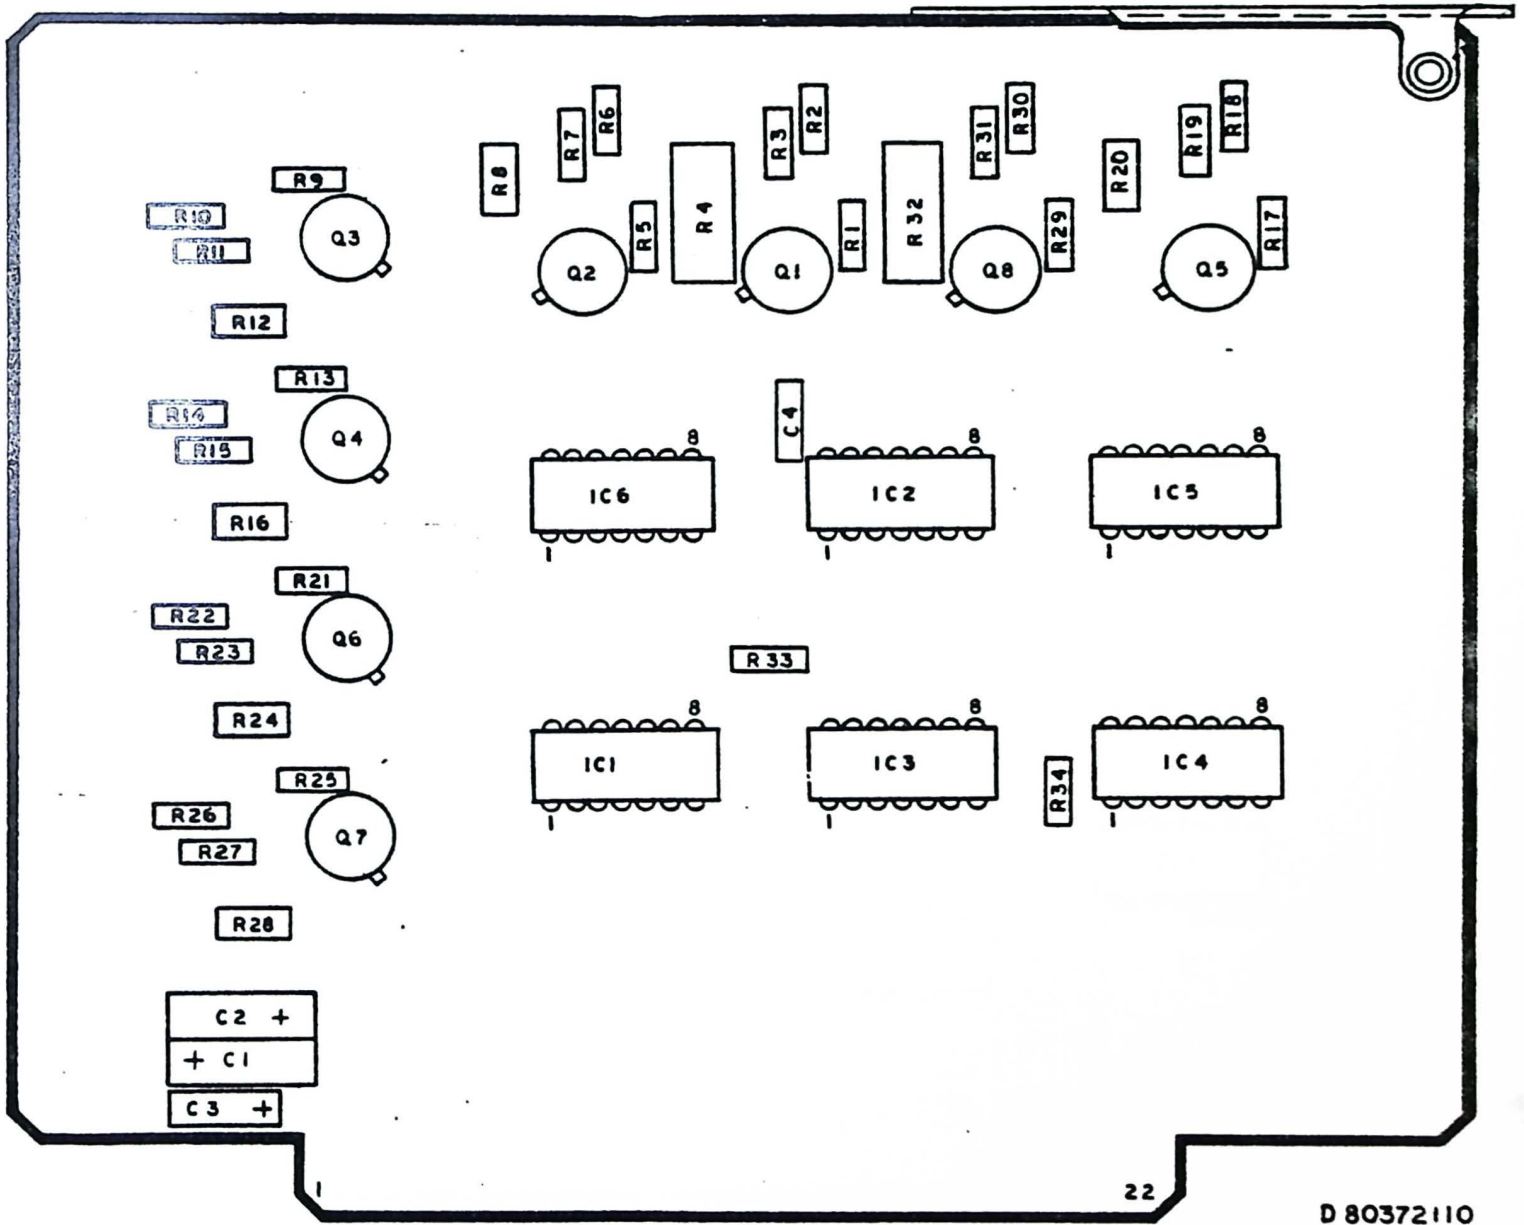 R6
R7
R8
R5
R4
R3
R2
R1
R32
R31
R30
R29
R20
R19
R18
R17
R9
R10
R11
Q3
Q2
Q1
Q8
Q5
R12
R13
R14
R15
Q4
C4
R16
8
IC6
1
8
IC2
1
8
IC5
1
R21
R22
R23
Q6
R33
R24
8
IC1
1
8
IC3
1
R34
8
IC4
1
R25
R26
R27
Q7
R28
C2 +
+ C1
C3 +
1
22
D80372110